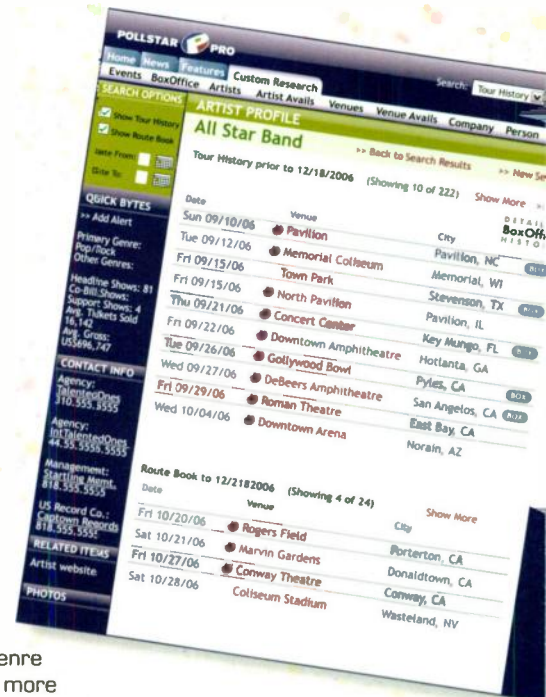 POLLSTAR PRO
Home News Features Custom Research
Search: Tour History
Events BoxOffice Artists Artist Avails Venues Venue Avails Company Person
SEARCH OPTIONS
Show Tour History
Show Route Book
Date From:
Date To:
QUICK BYTES
>> Add Alert
Primary Genre:
Pop/Rock
Other Genres:
Headline Shows: 81
Co-Bill Shows:
Support Shows: 4
Avg. Tickets Sold
16,142
Avg. Gross:
US$696,747
CONTACT INFO
Agency:
TalentedOnes
310.555.5555
Agency:
IntTalentedOnes
44.55.5555.5555
Management:
Startling Mgmt.
818.555.5555
US Record Co.:
Captown Records
818.555.5555
RELATED ITEMS
Artist website
PHOTOS
ARTIST PROFILE
All Star Band
>> Back to Search Results >> New Se
Tour History prior to 12/18/2006 (Showing 10 of 222) Show More
DETAIL
BoxOffi
HISTO
Date Venue City
Sun 09/10/06 Pavilion Pavilion, NC BOX
Tue 09/12/06 Memorial Coliseum Memorial, WI
Fri 09/15/06 Town Park Stevenson, TX BOX
Fri 09/15/06 North Pavilion Pavilion, IL
Thu 09/21/06 Concert Center Key Mungo, FL BOX
Fri 09/22/06 Downtown Amphitheatre Hotlanta, GA
Tue 09/26/06 Gollywood Bowl Pyles, CA BOX
Wed 09/27/06 DeBeers Amphitheatre San Angelos, CA BOX
Fri 09/29/06 Roman Theatre East Bay, CA
Wed 10/04/06 Downtown Arena Norain, AZ
Route Book to 12/2182006 (Showing 4 of 24) Show More
Date Venue City
Fri 10/20/06 Rogers Field Porterton, CA
Sat 10/21/06 Marvin Gardens Donaldtown, CA
Fri 10/27/06 Conway Theatre Conway, CA
Sat 10/28/06 Coliseum Stadium Wasteland, NV
enre
more